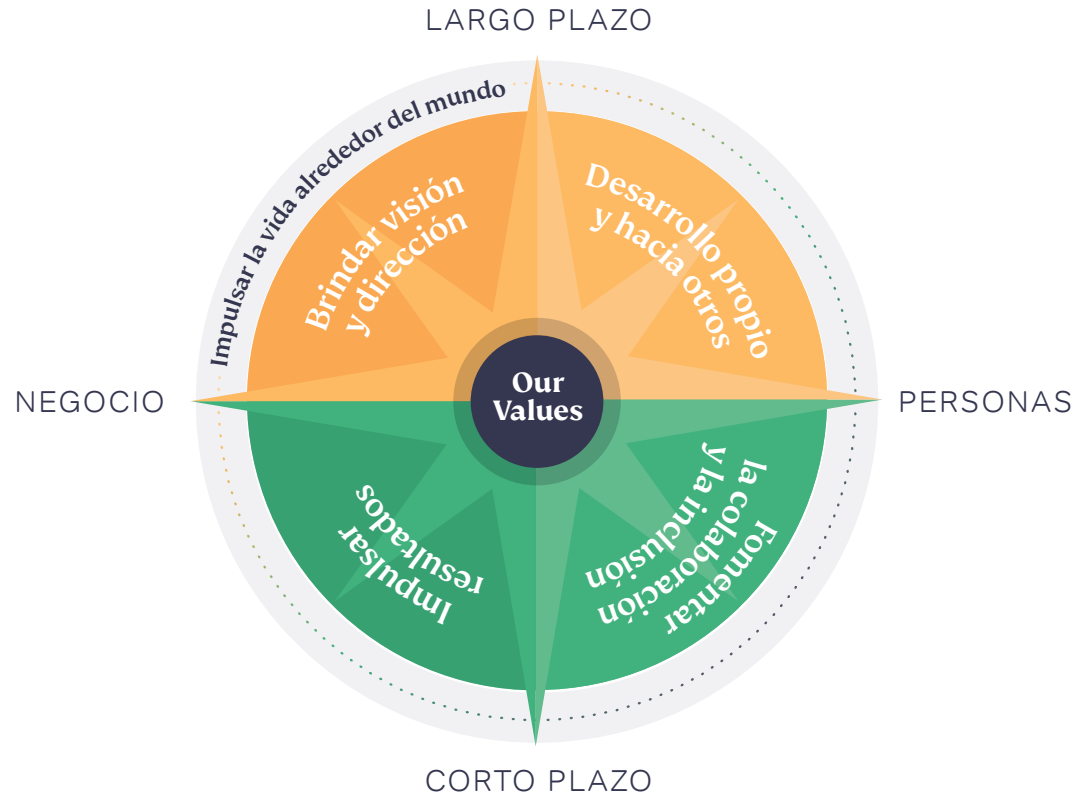 LARGO PLAZO
Impulsar la vida alrededor del mundo
Brindar visión
y dirección
Desarrollo propio
y hacia otros
NEGOCIO
Our
Values
PERSONAS
Impulsar
resultados
Fomentar
la colaboración
y la inclusión
CORTO PLAZO